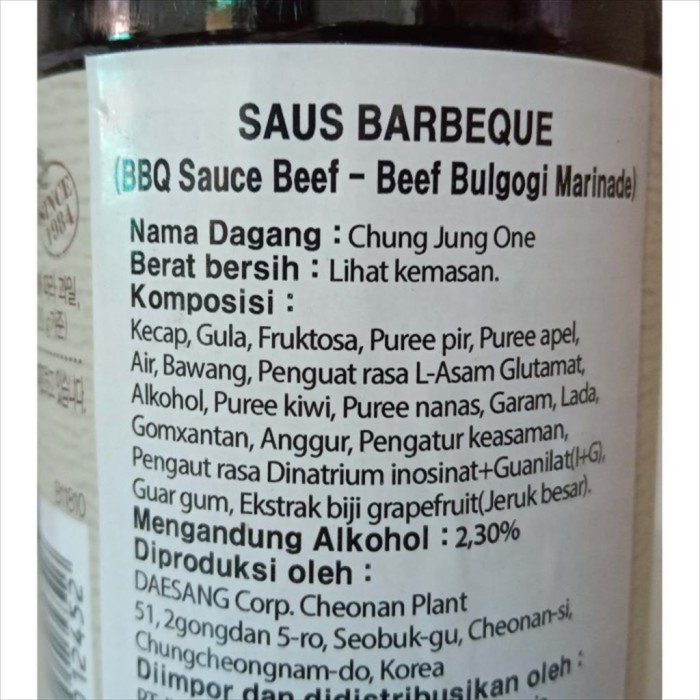 SAUS BARBEQUE
(BBQ Sauce Beef - Beef Bulgogi Marinade)
Nama Dagang : Chung Jung One
Berat bersih : Lihat kemasan.
Komposisi :
Kecap, Gula, Fruktosa, Puree pir, Puree apel,
Air, Bawang, Penguat rasa L-Asam Glutamat,
Alkohol, Puree kiwi, Puree nanas, Garam, Lada,
Gomxantan, Anggur, Pengatur keasaman,
Pengaut rasa Dinatrium inosinat+Guanilat(I+G),
Guar gum, Ekstrak biji grapefruit(Jeruk besar).
Mengandung Alkohol : 2,30%
Diproduksi oleh :
DAESANG Corp. Cheonan Plant
51, 2gongdan 5-ro, Seobuk-gu, Cheonan-si,
Chungcheongnam-do, Korea
Diimpor dan didistribusikan oleh :
SINCE
1984